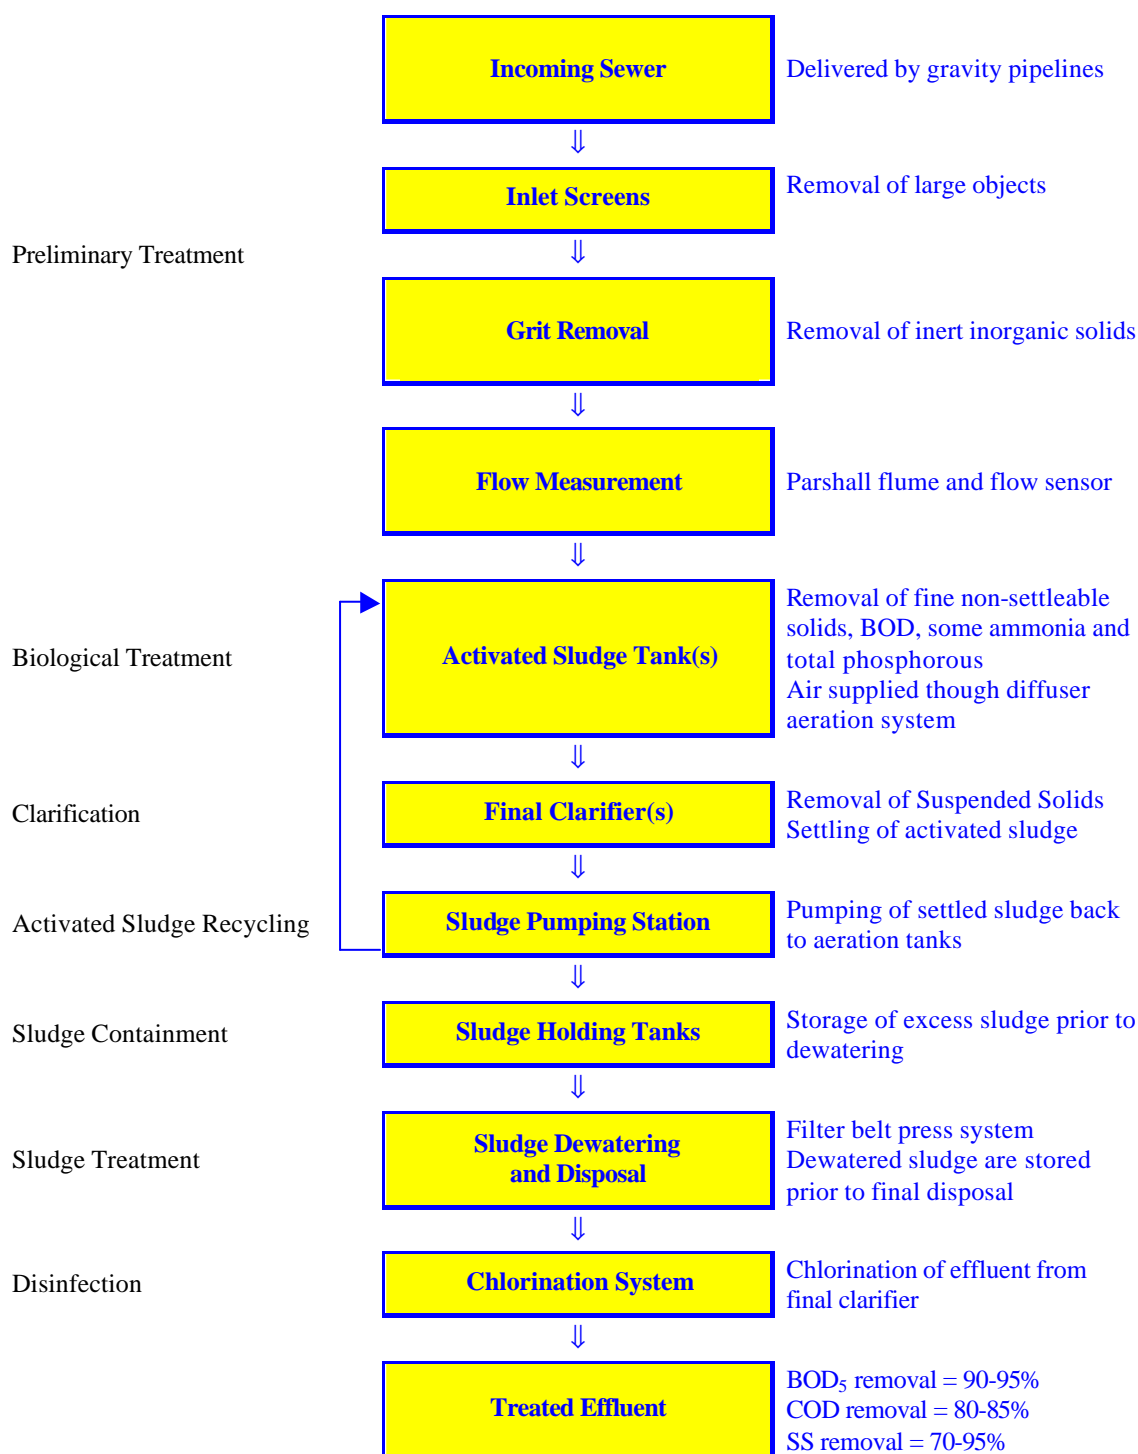 Incoming Sewer
Delivered by gravity pipelines
⇓
Inlet Screens
Removal of large objects
Preliminary Treatment
⇓
Grit Removal
Removal of inert inorganic solids
⇓
Flow Measurement
Parshall flume and flow sensor
⇓
Biological Treatment
Activated Sludge Tank(s)
Removal of fine non-settleable
solids, BOD, some ammonia and
total phosphorous
Air supplied though diffuser
aeration system
⇓
Clarification
Final Clarifier(s)
Removal of Suspended Solids
Settling of activated sludge
⇓
Activated Sludge Recycling
Sludge Pumping Station
Pumping of settled sludge back
to aeration tanks
⇓
Sludge Containment
Sludge Holding Tanks
Storage of excess sludge prior to
dewatering
⇓
Sludge Treatment
Sludge Dewatering
and Disposal
Filter belt press system
Dewatered sludge are stored
prior to final disposal
⇓
Disinfection
Chlorination System
Chlorination of effluent from
final clarifier
⇓
Treated Effluent
BOD₅ removal = 90-95%
COD removal = 80-85%
SS removal = 70-95%